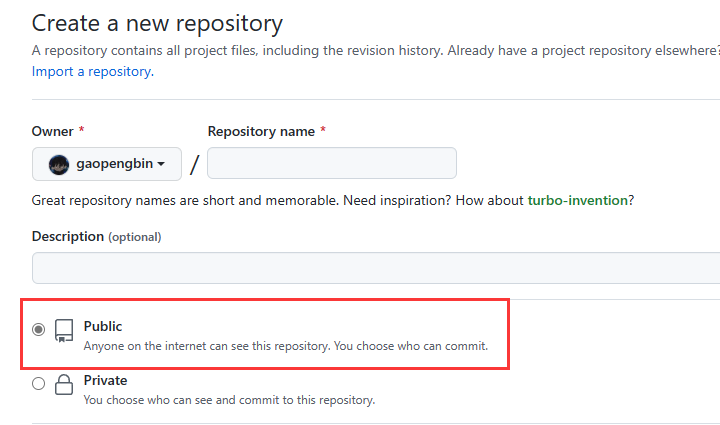 Create a new repository
A repository contains all project files, including the revision history. Already have a project repository elsewhere?
Import a repository.
Owner * Repository name *
gaopengbin /
Great repository names are short and memorable. Need inspiration? How about turbo-invention?
Description (optional)
Public
Anyone on the internet can see this repository. You choose who can commit.
Private
You choose who can see and commit to this repository.